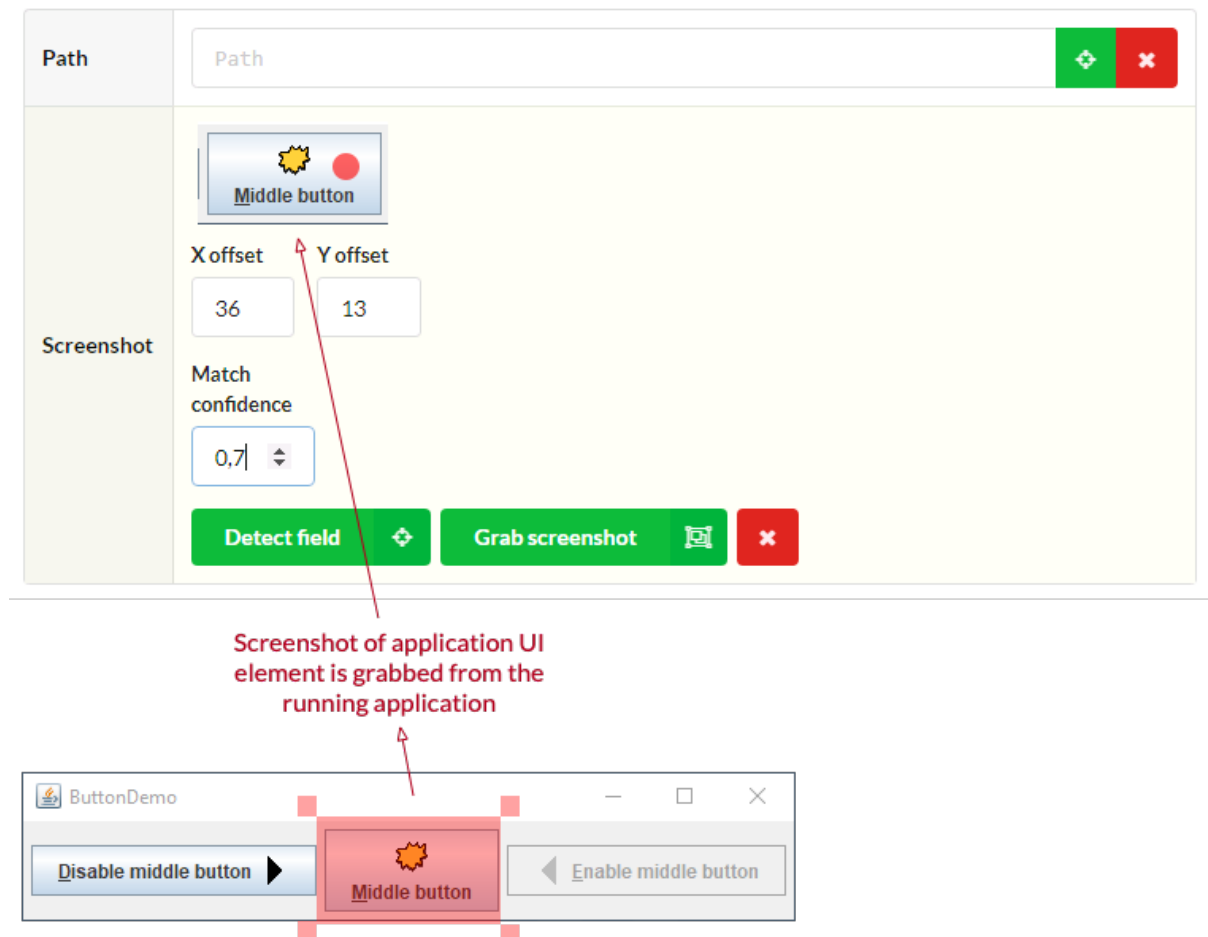 Path
Path
Screenshot
Middle button
X offset
Y offset
36
13
Match
confidence
0,7
Detect field
Grab screenshot
Screenshot of application UI
element is grabbed from the
running application
ButtonDemo
Disable middle button
Middle button
Enable middle button